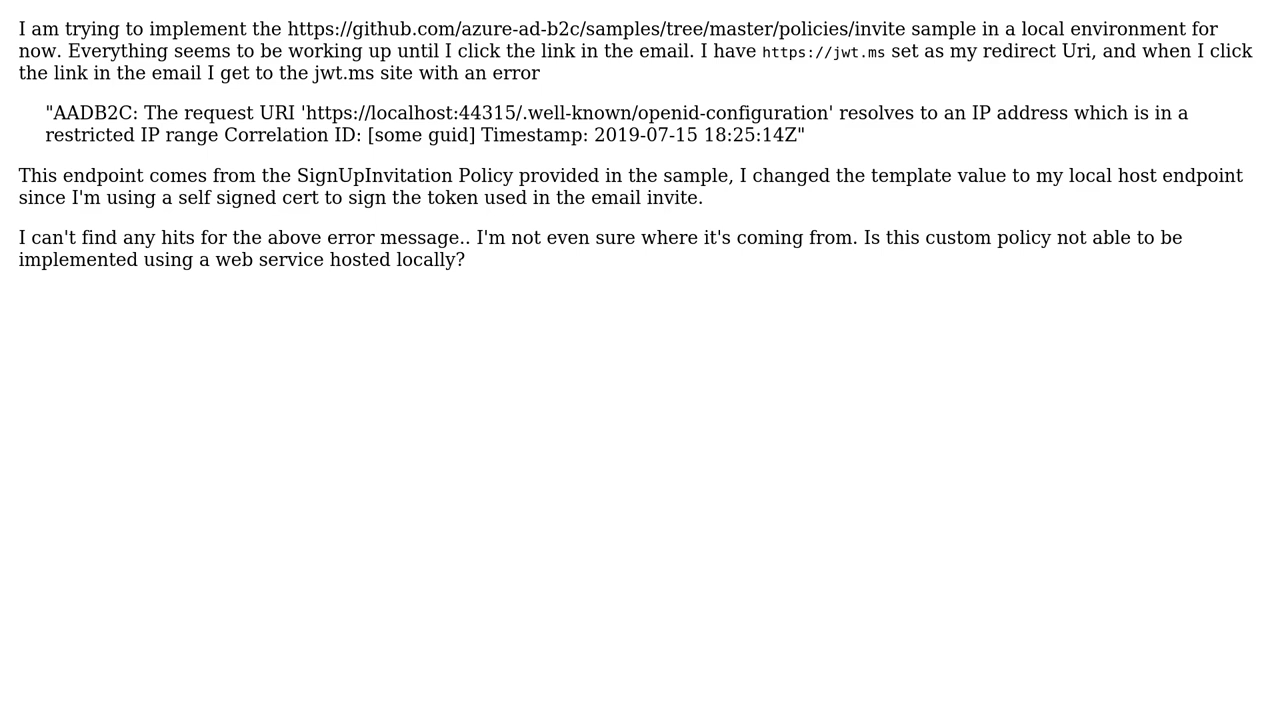 I am trying to implement the https://github.com/azure-ad-b2c/samples/tree/master/policies/invite sample in a local environment for
now. Everything seems to be working up until I click the link in the email. I have https://jwt.ms set as my redirect Uri, and when I click
the link in the email I get to the jwt.ms site with an error
"AADB2C: The request URI 'https://localhost:44315/.well-known/openid-configuration' resolves to an IP address which is in a
restricted IP range Correlation ID: [some guid] Timestamp: 2019-07-15 18:25:14Z"
This endpoint comes from the SignUpInvitation Policy provided in the sample, I changed the template value to my local host endpoint
since I'm using a self signed cert to sign the token used in the email invite.
I can't find any hits for the above error message.. I'm not even sure where it's coming from. Is this custom policy not able to be
implemented using a web service hosted locally?